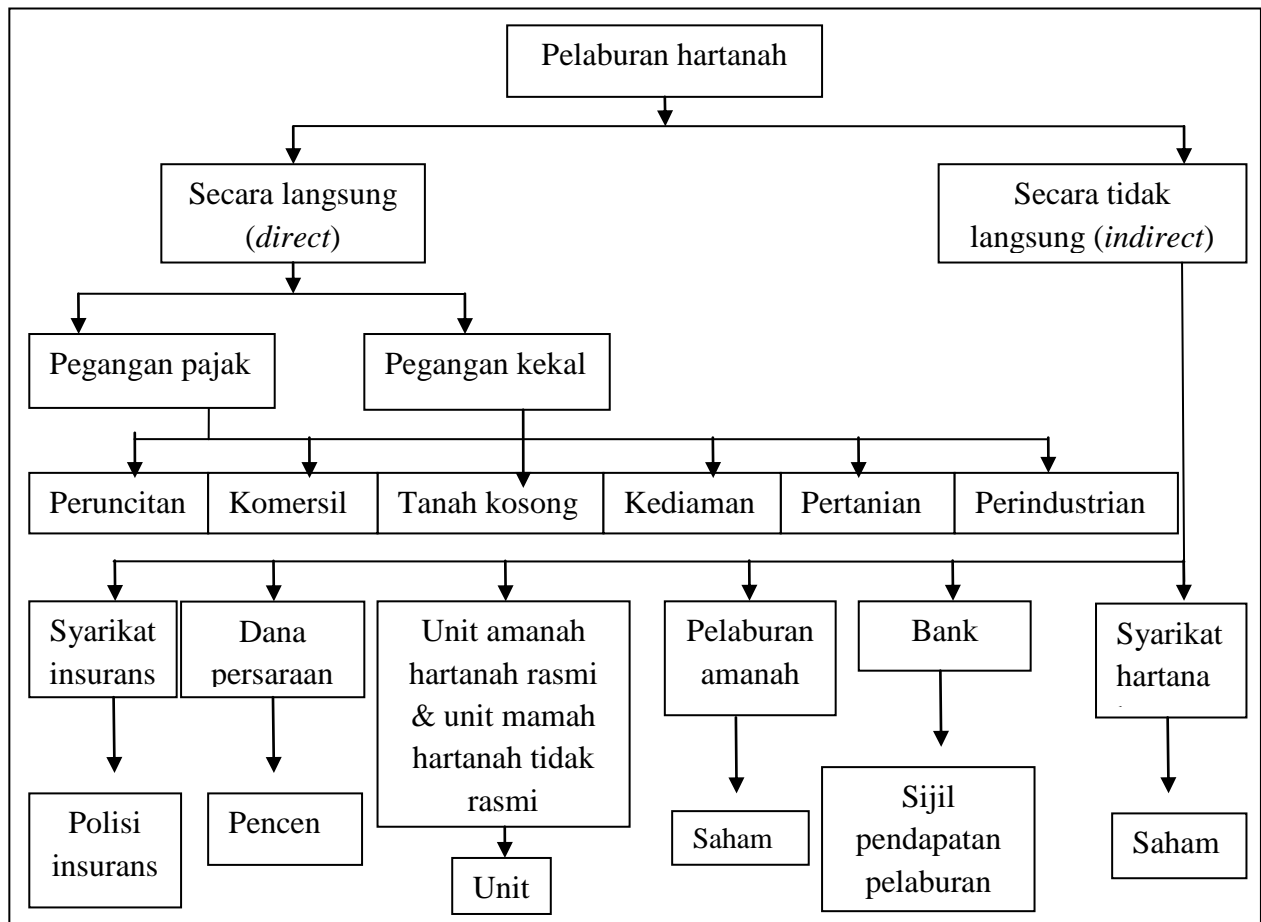 Pelaburan hartanah
Secara langsung
(direct)
Secara tidak
langsung (indirect)
Pegangan pajak
Pegangan kekal
Peruncitan
Komersil
Tanah kosong
Kediaman
Pertanian
Perindustrian
Syarikat
insurans
Dana
persaraan
Unit amanah
hartanah rasmi
& unit mamah
hartanah tidak
rasmi
Pelaburan
amanah
Bank
Syarikat
hartana
Polisi
insurans
Pencen
Unit
Saham
Sijil
pendapatan
pelaburan
Saham